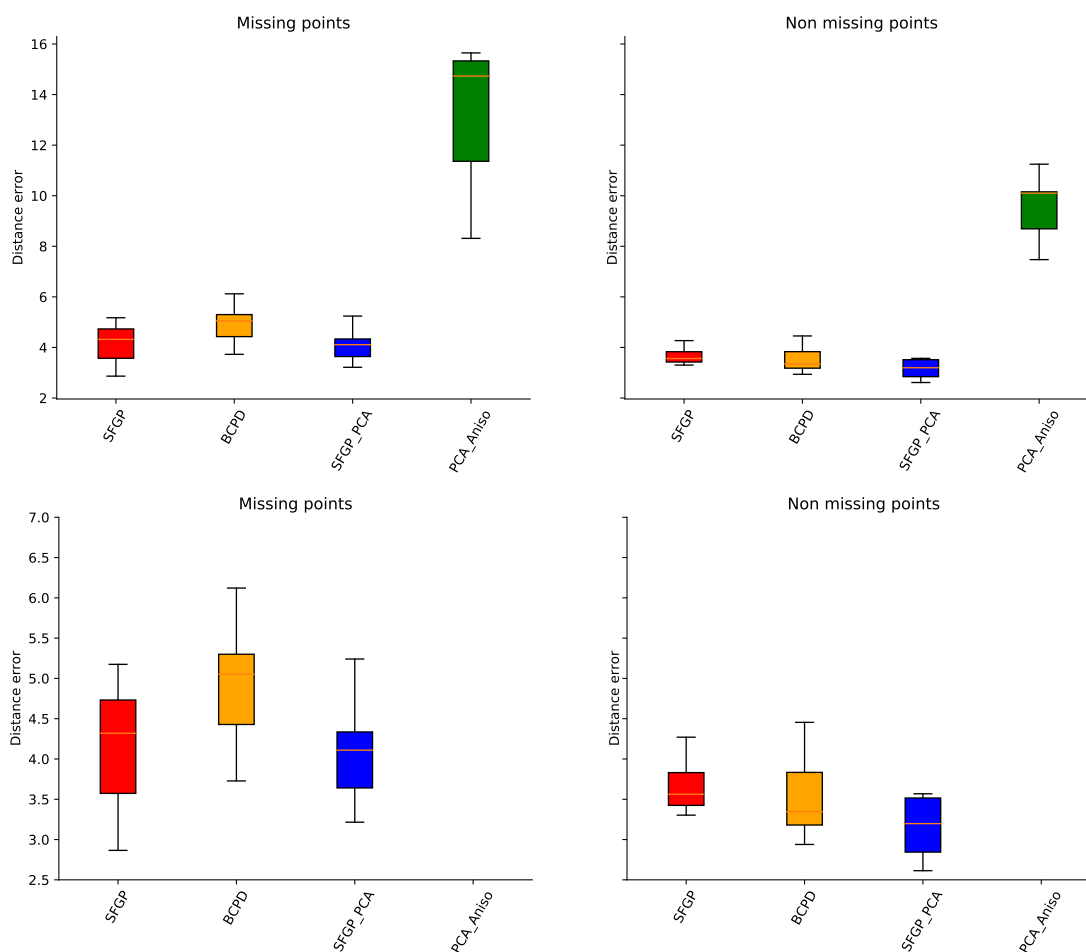 Missing points
Non missing points
16
14
12
10
8
6
4
2
Distance error
Distance error
SFGP
BCPD
SFGP_PCA
PCA_Aniso
SFGP
BCPD
SFGP_PCA
PCA_Aniso
Missing points
Non missing points
7.0
6.5
6.0
5.5
5.0
4.5
4.0
3.5
3.0
2.5
Distance error
Distance error
SFGP
BCPD
SFGP_PCA
PCA_Aniso
SFGP
BCPD
SFGP_PCA
PCA_Aniso